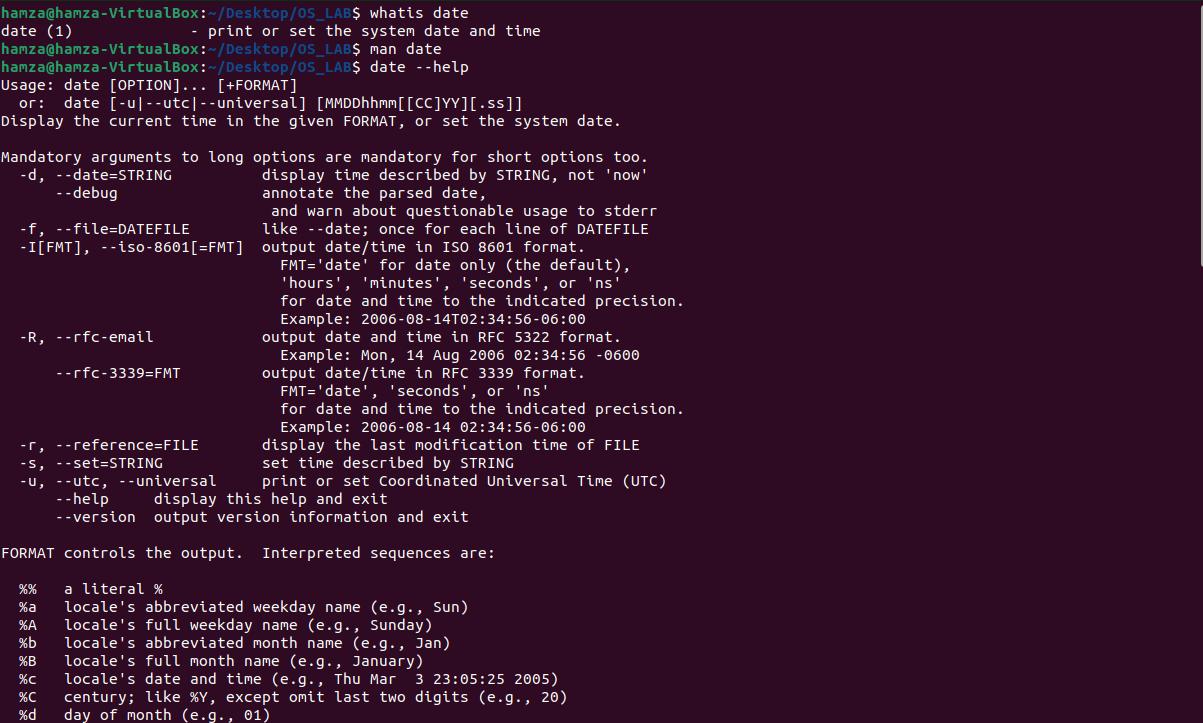 hamza@hamza-VirtualBox:~/Desktop/OS_LAB$ whatis date
date (1)             - print or set the system date and time
hamza@hamza-VirtualBox:~/Desktop/OS_LAB$ man date
hamza@hamza-VirtualBox:~/Desktop/OS_LAB$ date --help
Usage: date [OPTION]... [+FORMAT]
  or:  date [-u|--utc|--universal] [MMDDhhmm[[CC]YY][.ss]]
Display the current time in the given FORMAT, or set the system date.

Mandatory arguments to long options are mandatory for short options too.
  -d, --date=STRING          display time described by STRING, not 'now'
      --debug                annotate the parsed date,
                              and warn about questionable usage to stderr
  -f, --file=DATEFILE        like --date; once for each line of DATEFILE
  -I[FMT], --iso-8601[=FMT]  output date/time in ISO 8601 format.
                               FMT='date' for date only (the default),
                               'hours', 'minutes', 'seconds', or 'ns'
                               for date and time to the indicated precision.
                               Example: 2006-08-14T02:34:56-06:00
  -R, --rfc-email            output date and time in RFC 5322 format.
                               Example: Mon, 14 Aug 2006 02:34:56 -0600
      --rfc-3339=FMT         output date/time in RFC 3339 format.
                               FMT='date', 'seconds', or 'ns'
                               for date and time to the indicated precision.
                               Example: 2006-08-14 02:34:56-06:00
  -r, --reference=FILE       display the last modification time of FILE
  -s, --set=STRING           set time described by STRING
  -u, --utc, --universal     print or set Coordinated Universal Time (UTC)
      --help     display this help and exit
      --version  output version information and exit

FORMAT controls the output.  Interpreted sequences are:

  %%   a literal %
  %a   locale's abbreviated weekday name (e.g., Sun)
  %A   locale's full weekday name (e.g., Sunday)
  %b   locale's abbreviated month name (e.g., Jan)
  %B   locale's full month name (e.g., January)
  %c   locale's date and time (e.g., Thu Mar  3 23:05:25 2005)
  %C   century; like %Y, except omit last two digits (e.g., 20)
  %d   day of month (e.g., 01)